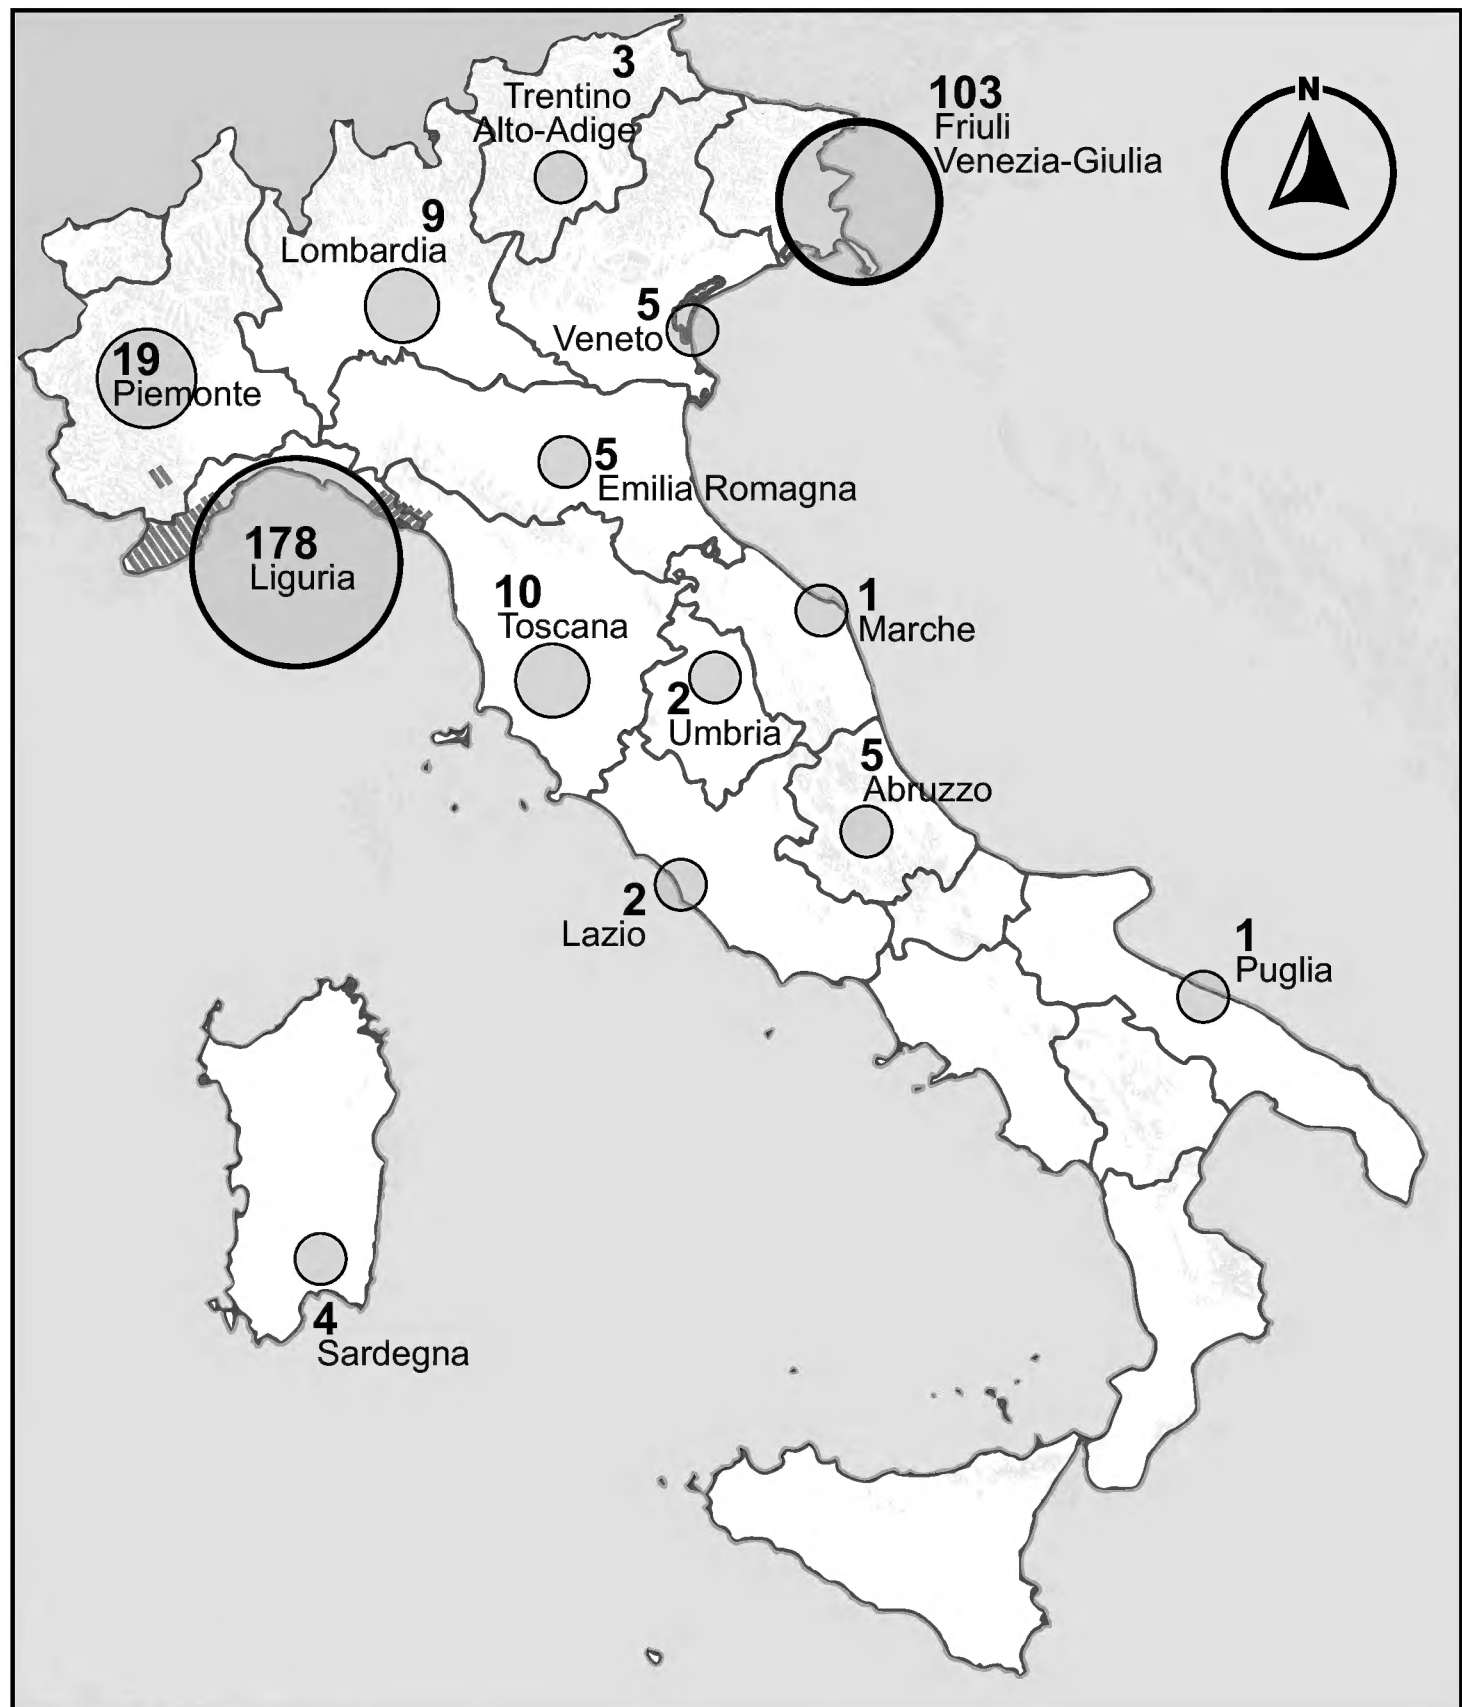 3
Trentino
Alto-Adige
103
Friuli
Venezia-Giulia
N
9
Lombardia
5
Veneto
19
Piemonte
5
Emilia Romagna
178
Liguria
10
Toscana
1
Marche
2
Umbria
5
Abruzzo
2
Lazio
1
Puglia
4
Sardegna